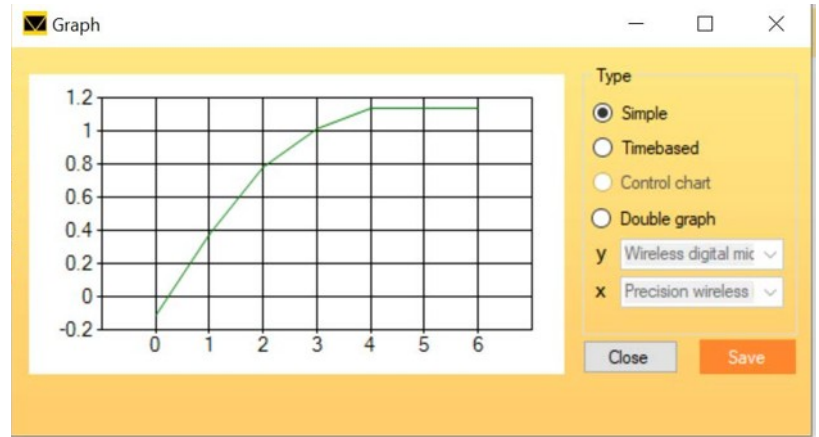 Graph
1.2
1
0.8
0.6
0.4
0.2
0
-0.2
0 1 2 3 4 5 6
Type
Simple
Timebased
Control chart
Double graph
y Wireless digital mic
x Precision wireless
Close Save